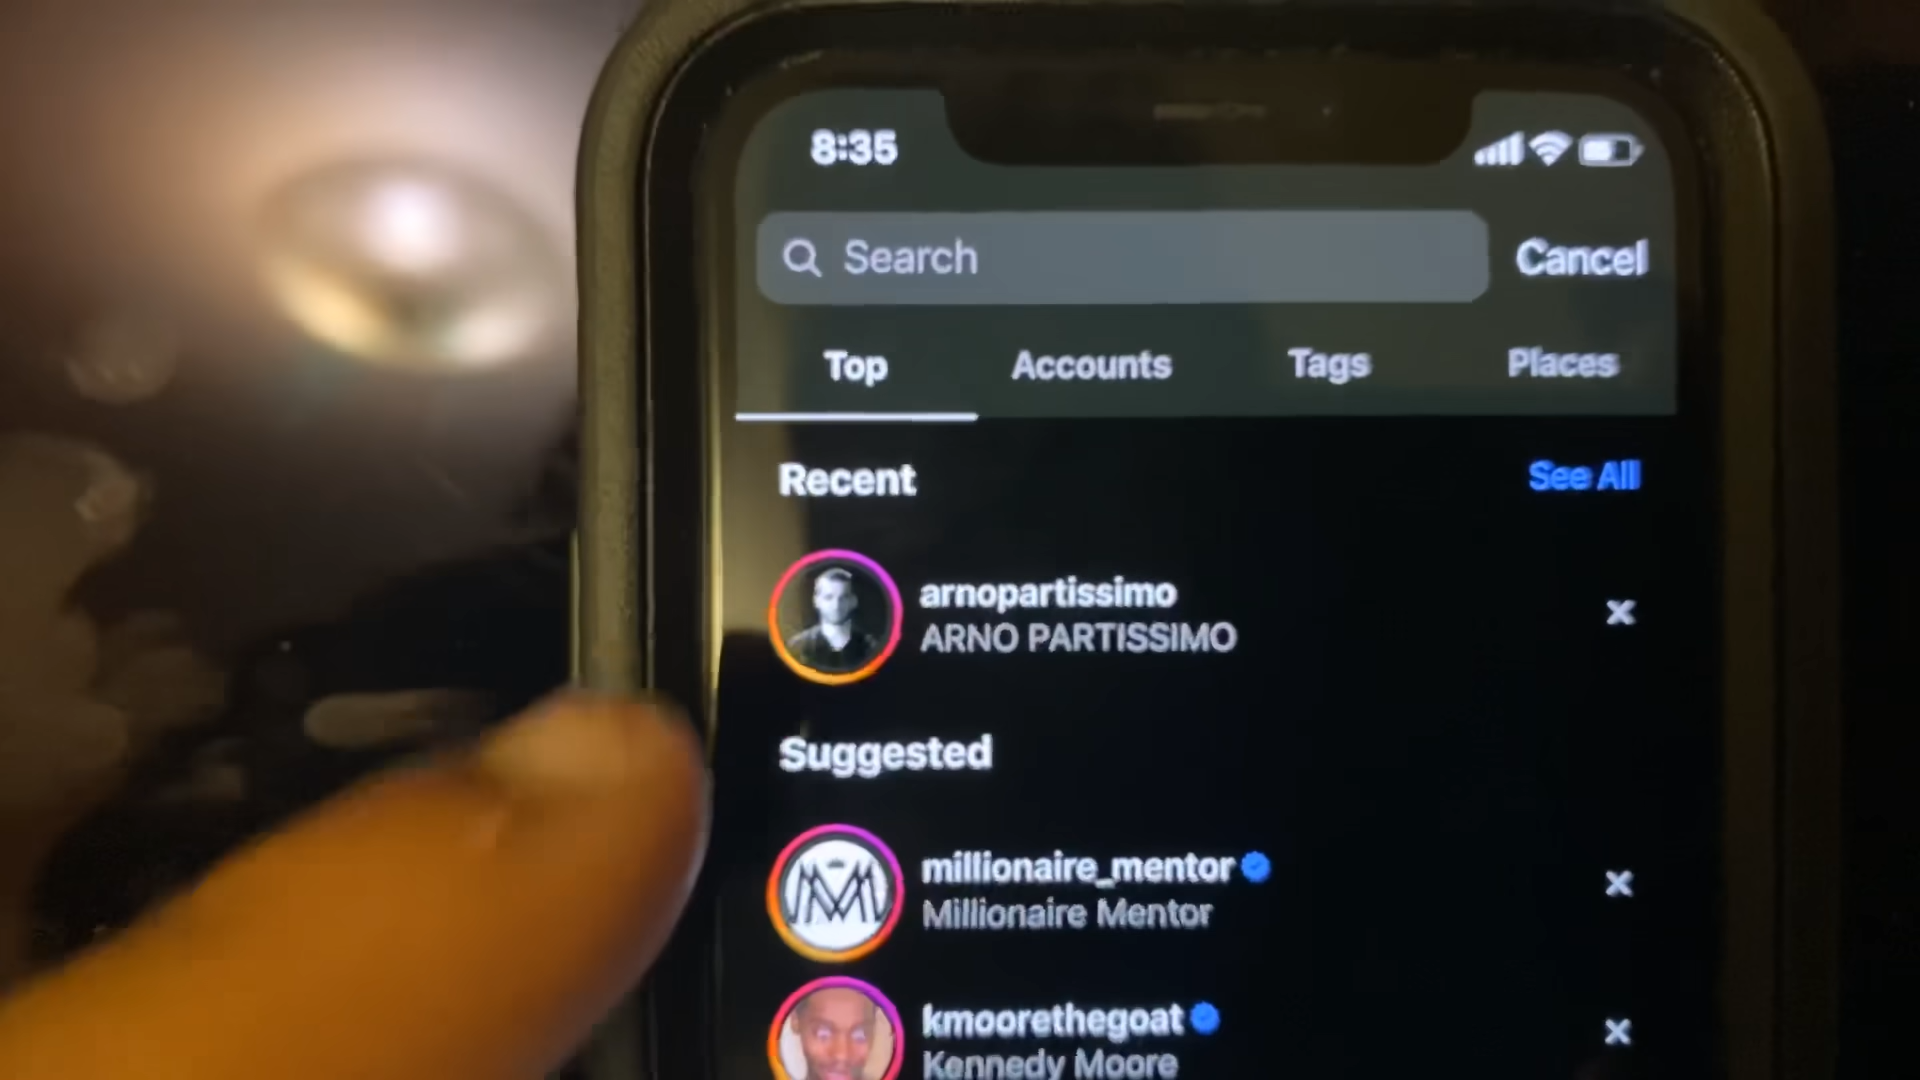 8:35
Search
Cancel
Top Accounts Tags Places
Recent See All
arnopartissimo
ARNO PARTISSIMO
Suggested
millionaire_mentor
Millionaire Mentor
kmoorethegoat
Kennedy Moore